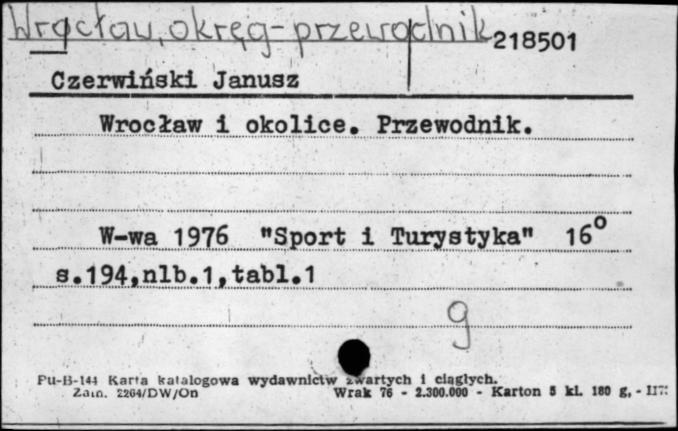 Wrocław, okręg-przewodnik
218501
Czerwiński Janusz
Wrocław i okolice. Przewodnik.
W-wa 1976 "Sport i Turystyka" 16°
s.194,nlb.1,tabl.1
g
Pu-B-144 Karta katalogowa wydawnictw zwartych i ciągłych.
Zam. 2264/DW/On Wrak 76 - 2.300.000 - Karton 5 kl. 180 g, -